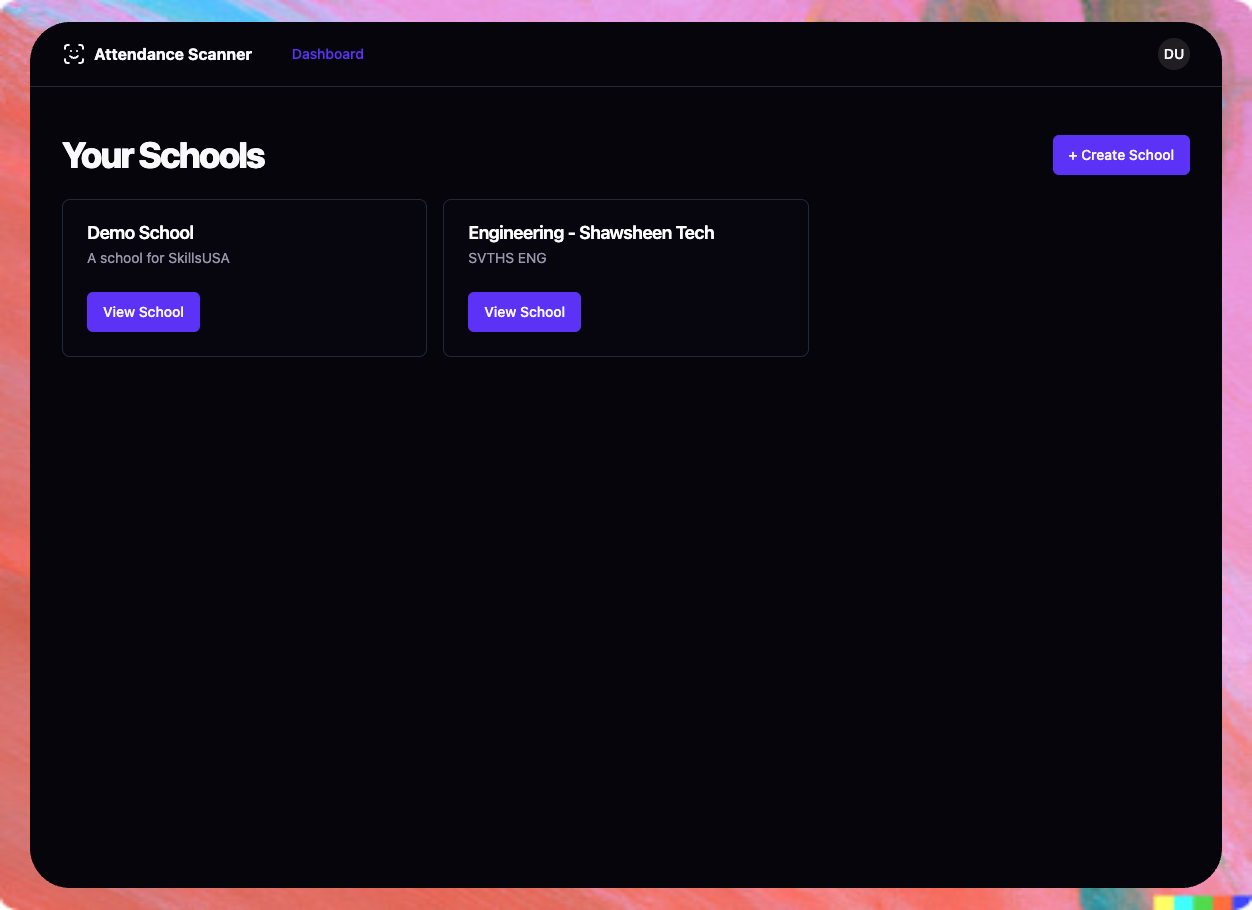 Attendance Scanner
Dashboard
DU
Your Schools
+ Create School
Demo School
A school for SkillsUSA
View School
Engineering - Shawsheen Tech
SVTHS ENG
View School